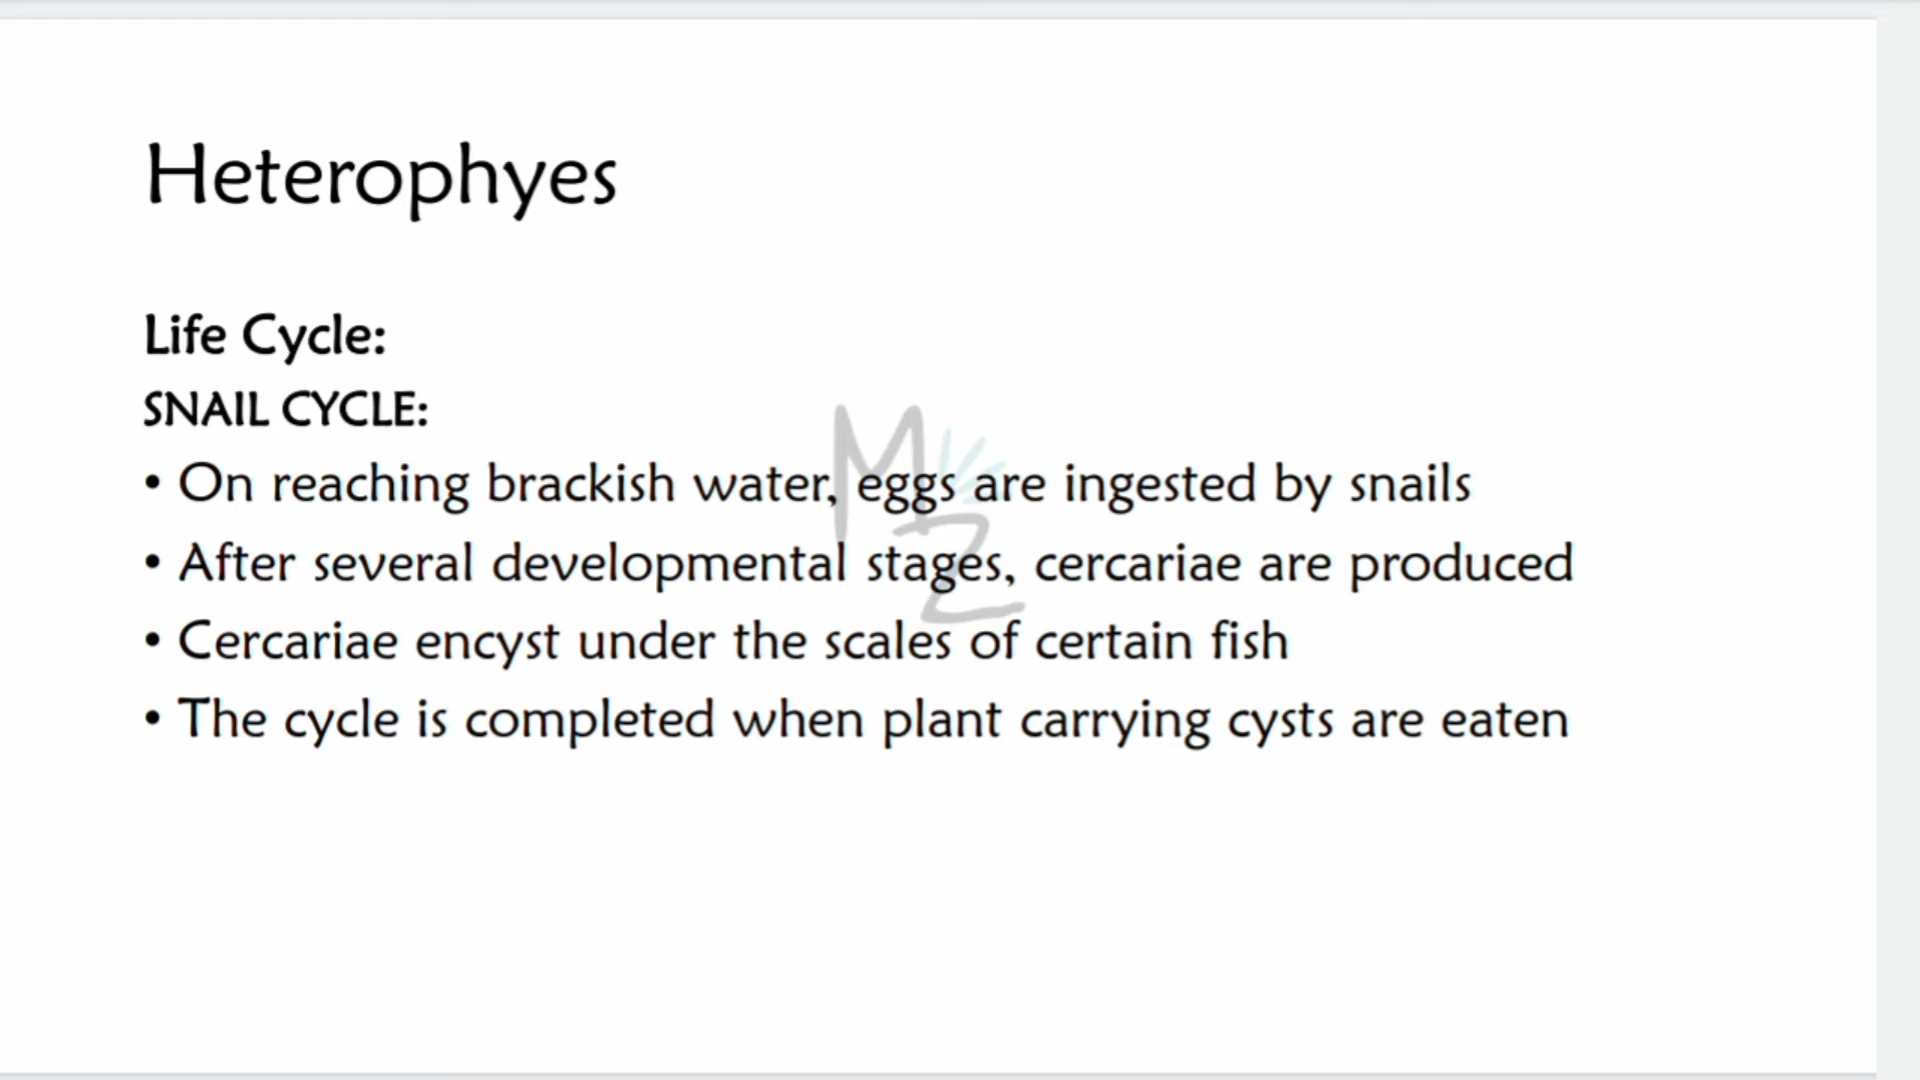 Heterophyes
Life Cycle:
SNAIL CYCLE:
• On reaching brackish water, eggs are ingested by snails
• After several developmental stages, cercariae are produced
• Cercariae encyst under the scales of certain fish
• The cycle is completed when plant carrying cysts are eaten
MZ